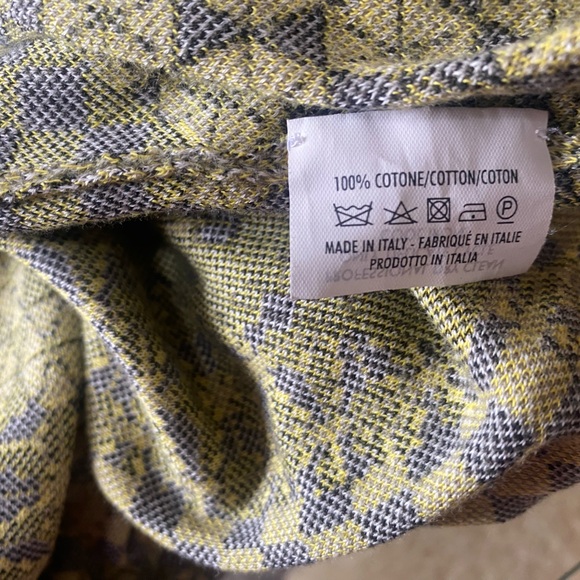 100% COTONE/COTTON/COTON
MADE IN ITALY - FABRIQUÉ EN ITALIE
PRODOTTO IN ITALIA